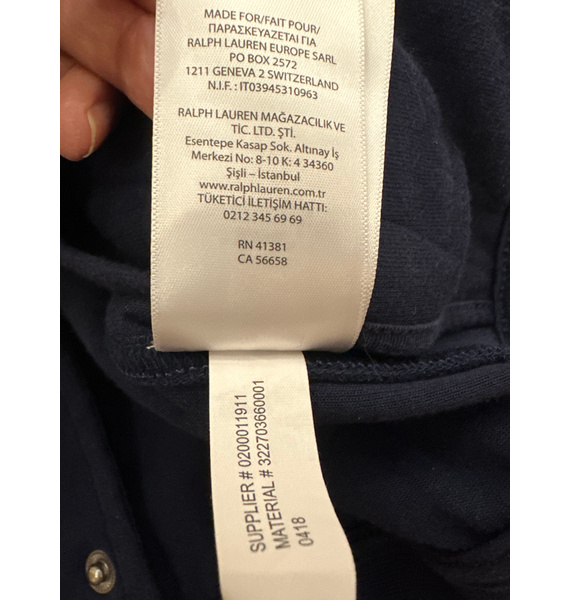 MADE FOR/FAIT POUR/
ΠΑΡΑΣΚΕΥΑΖΕΤΑΙ ΓΙΑ
RALPH LAUREN EUROPE SARL
PO BOX 2572
1211 GENEVA 2 SWITZERLAND
N.I.F. : IT03945310963
RALPH LAUREN MAĞAZACILIK VE
TİC. LTD. ŞTİ.
Esentepe Kasap Sok. Altınay İş
Merkezi No: 8-10 K: 4 34360
Şişli - İstanbul
www.ralphlauren.com.tr
TÜKETİCİ İLETİŞİM HATTI:
0212 345 69 69
RN 41381
CA 56658
SUPPLIER # 0200011911
MATERIAL # 322703660001
0418